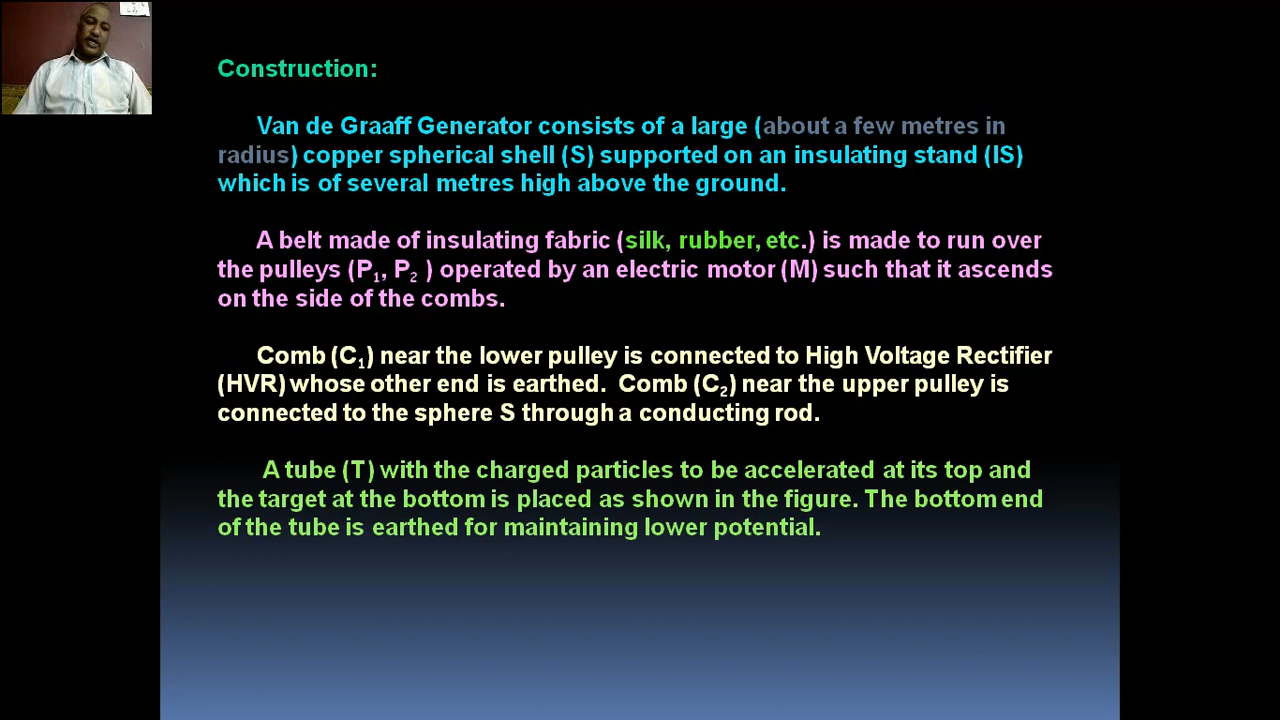 Construction:
Van de Graaff Generator consists of a large (about a few metres in
radius) copper spherical shell (S) supported on an insulating stand (IS)
which is of several metres high above the ground.
A belt made of insulating fabric (silk, rubber, etc.) is made to run over
the pulleys (P₁, P₂ ) operated by an electric motor (M) such that it ascends
on the side of the combs.
Comb (C₁) near the lower pulley is connected to High Voltage Rectifier
(HVR) whose other end is earthed. Comb (C₂) near the upper pulley is
connected to the sphere S through a conducting rod.
A tube (T) with the charged particles to be accelerated at its top and
the target at the bottom is placed as shown in the figure. The bottom end
of the tube is earthed for maintaining lower potential.